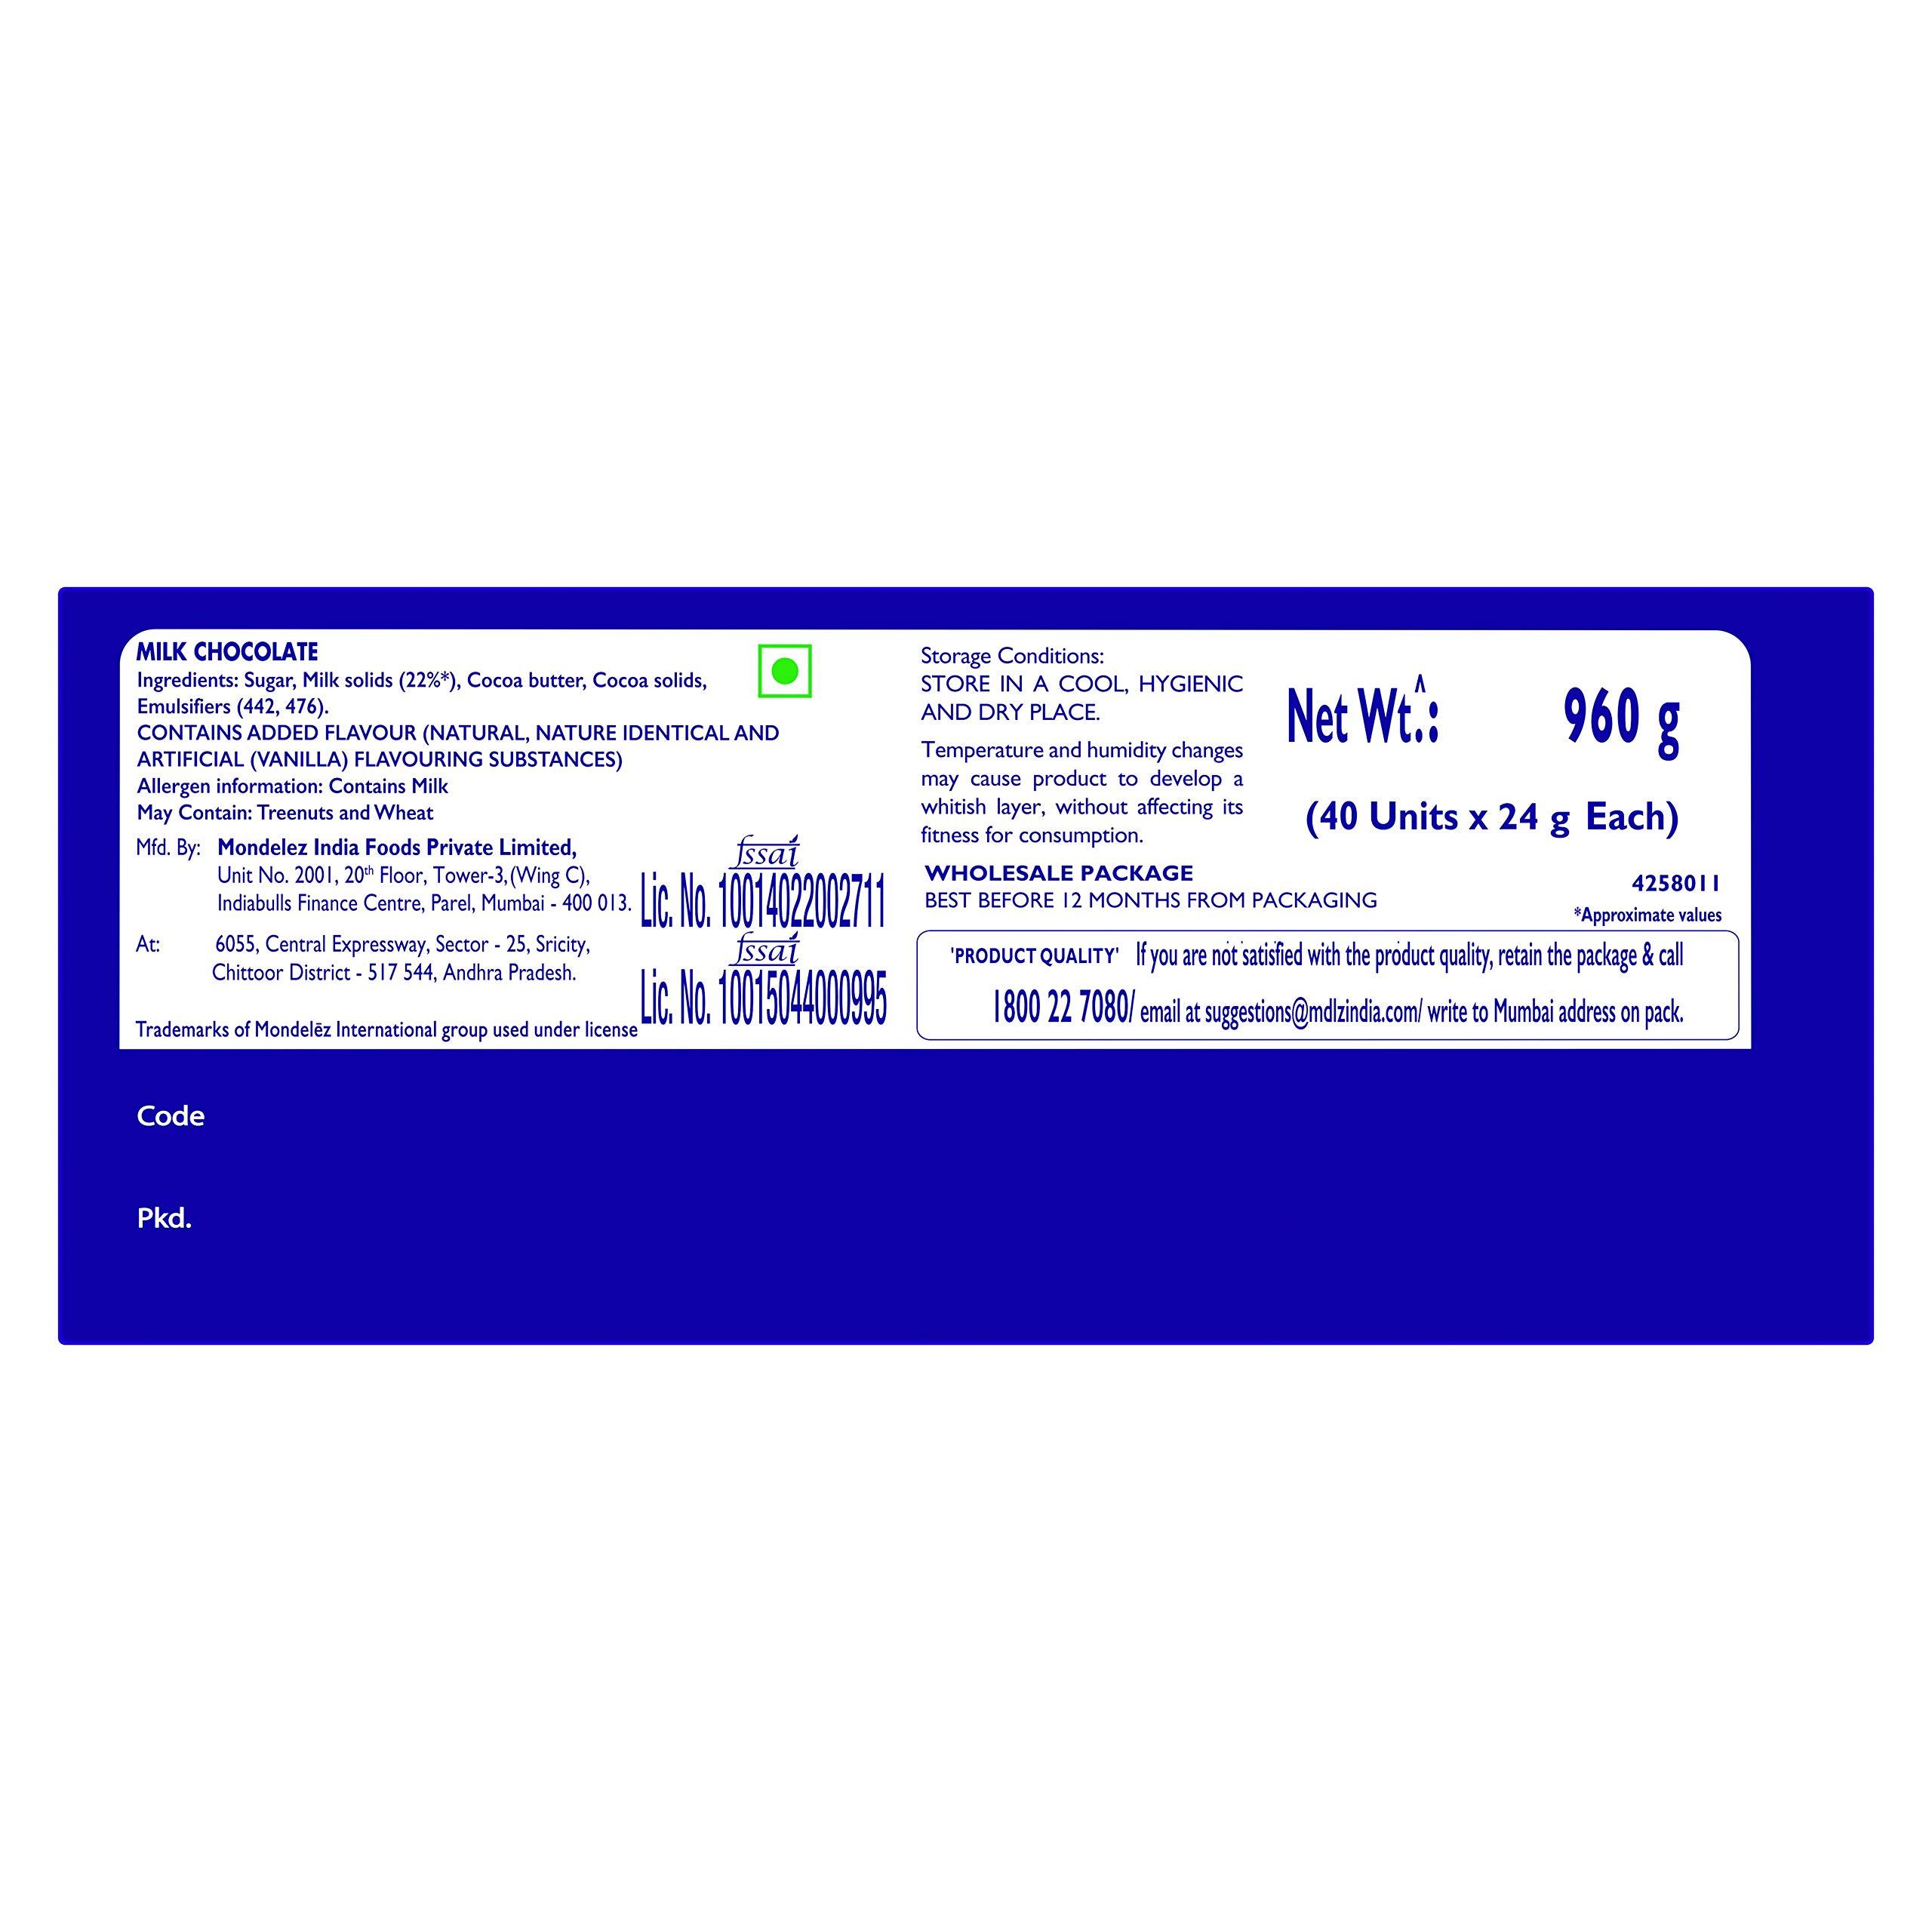 MILK CHOCOLATE
Ingredients: Sugar, Milk solids (22%*), Cocoa butter, Cocoa solids,
Emulsifiers (442, 476).
CONTAINS ADDED FLAVOUR (NATURAL, NATURE IDENTICAL AND
ARTIFICIAL (VANILLA) FLAVOURING SUBSTANCES)
Allergen information: Contains Milk
May Contain: Treenuts and Wheat
Mfd. By: Mondelez India Foods Private Limited,
Unit No. 2001, 20th Floor, Tower-3,(Wing C),
Indiabulls Finance Centre, Parel, Mumbai - 400 013.
fssai
Lic. No. 10014022002711
At: 6055, Central Expressway, Sector - 25, Sricity,
Chittoor District - 517 544, Andhra Pradesh.
fssai
Lic. No. 10015044000995
Trademarks of Mondelēz International group used under license
Storage Conditions:
STORE IN A COOL, HYGIENIC
AND DRY PLACE.
Temperature and humidity changes
may cause product to develop a
whitish layer, without affecting its
fitness for consumption.
WHOLESALE PACKAGE
BEST BEFORE 12 MONTHS FROM PACKAGING
Net Wt.^: 960 g
(40 Units x 24 g Each)
4258011
*Approximate values
'PRODUCT QUALITY' If you are not satisfied with the product quality, retain the package & call
1800 22 7080/ email at suggestions@mdlzindia.com/ write to Mumbai address on pack.
Code
Pkd.